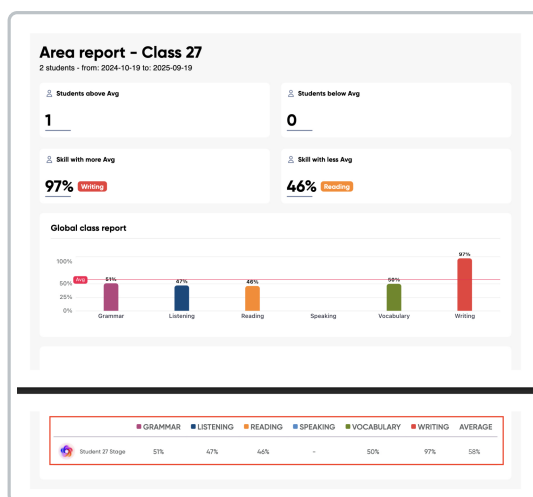 Area report - Class 27
2 students - from: 2024-10-19 to: 2025-09-19
Students above Avg
Students below Avg
1
0
Skill with more Avg
Skill with less Avg
97% Writing
46% Reading
Global class report
100%
50%
25%
0%
Avg
51%
47%
46%
50%
97%
Grammar
Listening
Reading
Speaking
Vocabulary
Writing
GRAMMAR LISTENING READING SPEAKING VOCABULARY WRITING AVERAGE
Student 27 Stage 51% 47% 46% - 50% 97% 58%